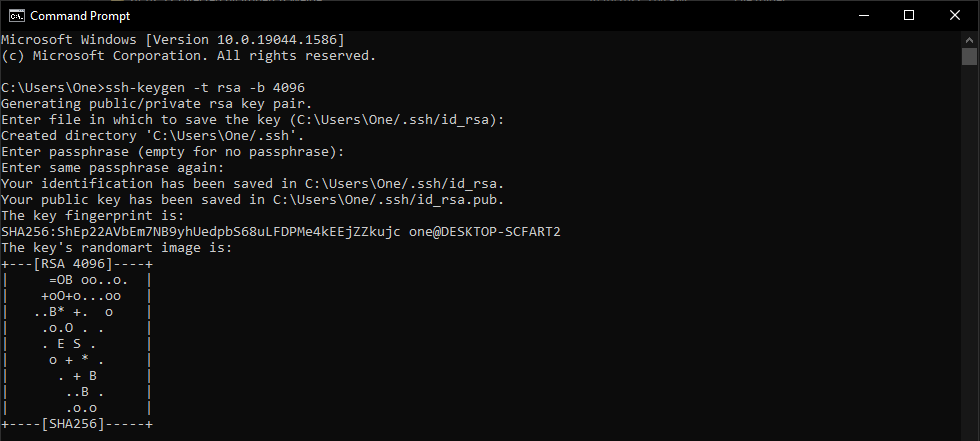 Command Prompt
Microsoft Windows [Version 10.0.19044.1586]
(c) Microsoft Corporation. All rights reserved.

C:\Users\One>ssh-keygen -t rsa -b 4096
Generating public/private rsa key pair.
Enter file in which to save the key (C:\Users\One/.ssh/id_rsa):
Created directory 'C:\Users\One/.ssh'.
Enter passphrase (empty for no passphrase):
Enter same passphrase again:
Your identification has been saved in C:\Users\One/.ssh/id_rsa.
Your public key has been saved in C:\Users\One/.ssh/id_rsa.pub.
The key fingerprint is:
SHA256:ShEp22AVbEm7NB9yhUedpbS68uLFDPMe4kEEjZZkujc one@DESKTOP-SCFART2
The key's randomart image is:
+---[RSA 4096]----+
|     =OB oo..o.  |
|    +oO+o...oo   |
|   ..B* +.  o    |
|    .o.O . .     |
|    . E S .      |
|     o + * .     |
|      . + B      |
|       ..B .     |
|       .o.o      |
+----[SHA256]-----+